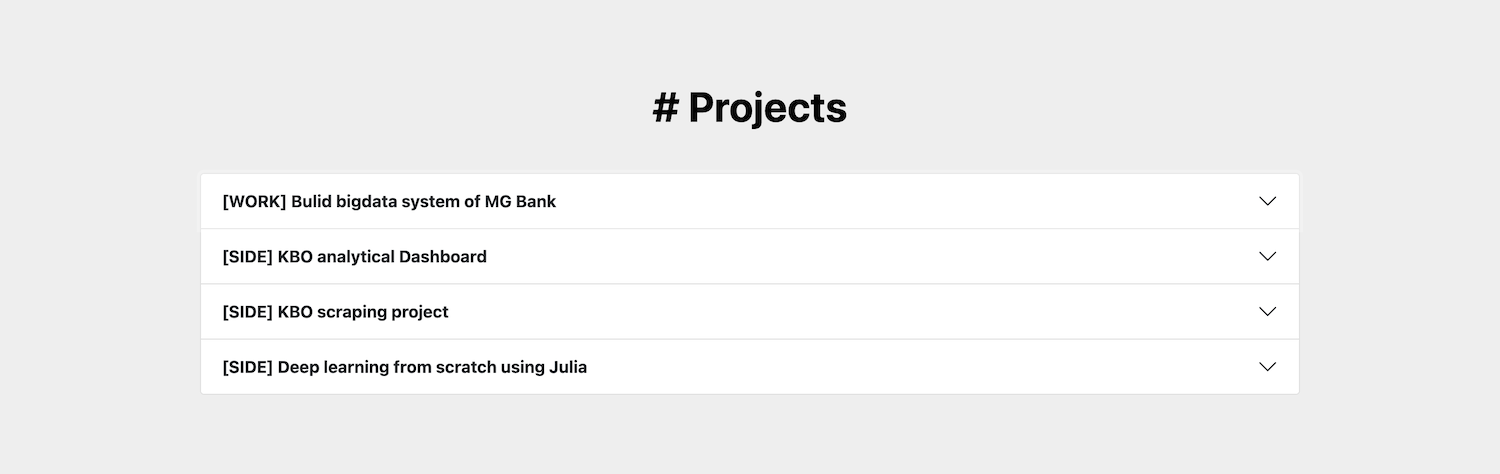 # Projects
[WORK] Bulid bigdata system of MG Bank
[SIDE] KBO analytical Dashboard
[SIDE] KBO scraping project
[SIDE] Deep learning from scratch using Julia